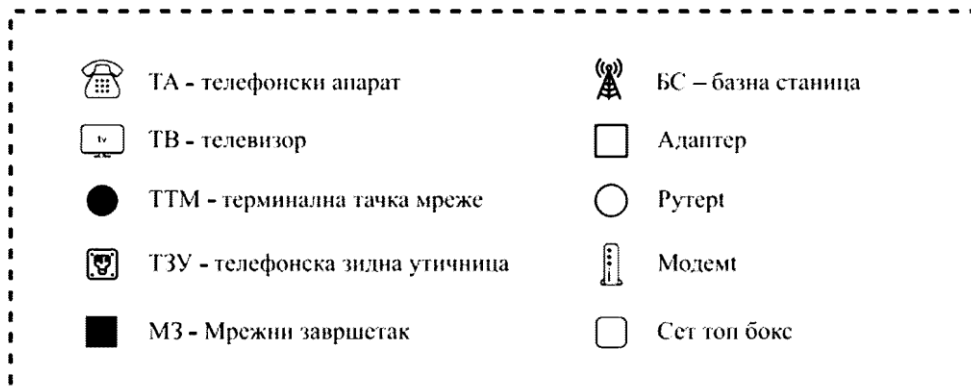 ТА - телефонски апарат
ТВ - телевизор
tv
ТТМ - терминална тачка мреже
ТЗУ - телефонска зидна утичница
МЗ - Мрежни завршетак
БС – базна станица
Адаптер
Рутерt
Модемt
Сет топ бокс